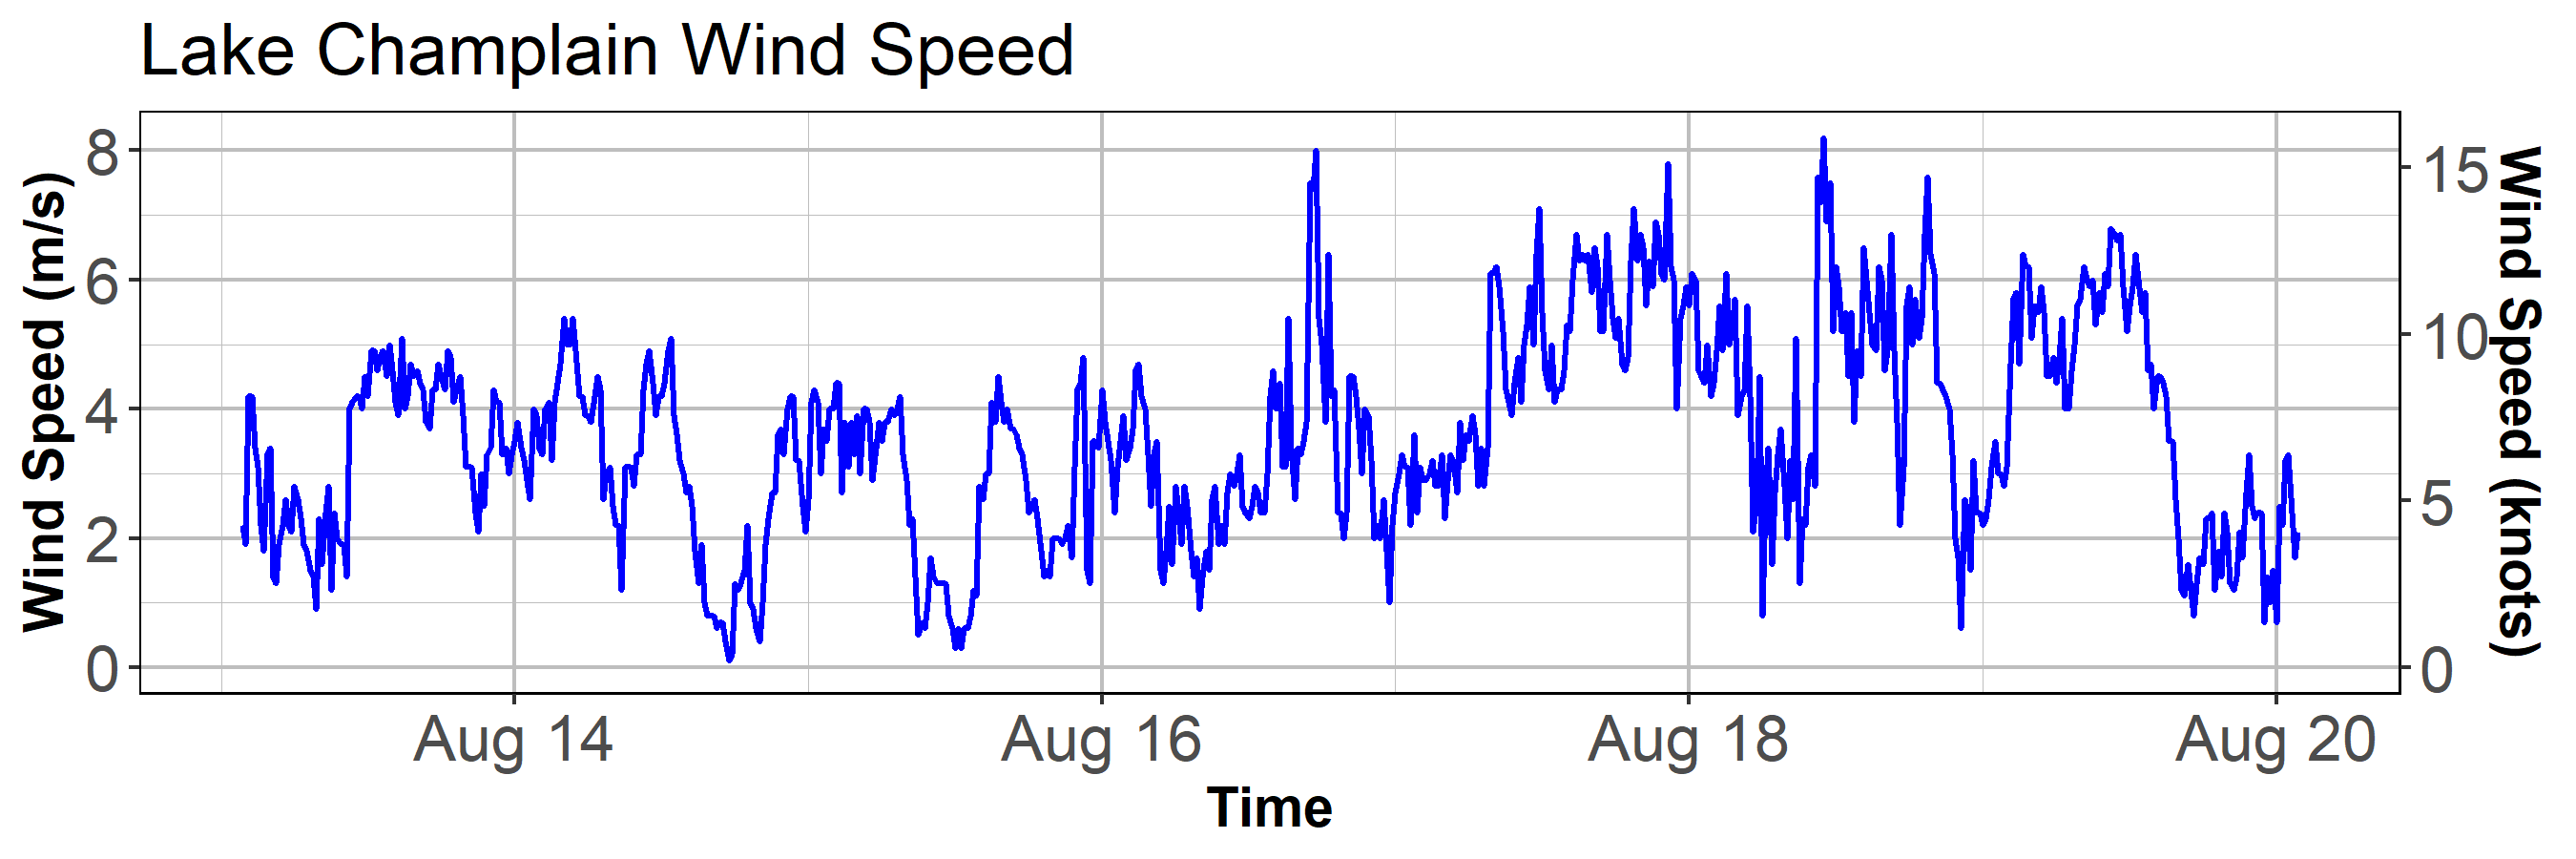 Lake Champlain Wind Speed
Wind Speed (m/s)
8
6
4
2
0
15
10
5
0
Wind Speed (knots)
Aug 14 Aug 16 Aug 18 Aug 20
Time